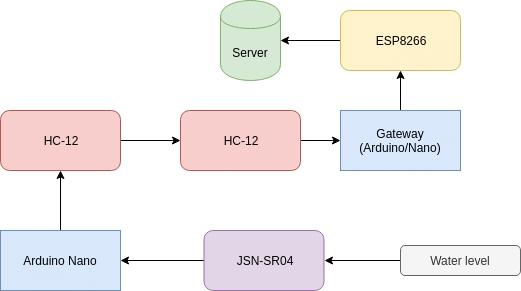 ESP8266
Server
HC-12
HC-12
Gateway
(Arduino/Nano)
Arduino Nano
JSN-SR04
Water level